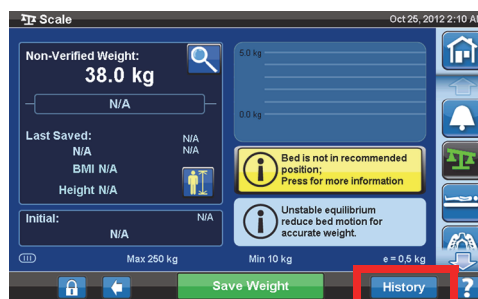 Scale
Oct 25, 2012 2:10 A
Non-Verified Weight:
38.0 kg
N/A
Last Saved:
N/A
N/A
N/A
BMI N/A
Height N/A
Initial:
N/A
N/A
5.0 kg
0.0 kg
Bed is not in recommended
position;
Press for more information
Unstable equilibrium
reduce bed motion for
accurate weight.
Max 250 kg
Min 10 kg
e = 0,5 kg
Save Weight
History
?